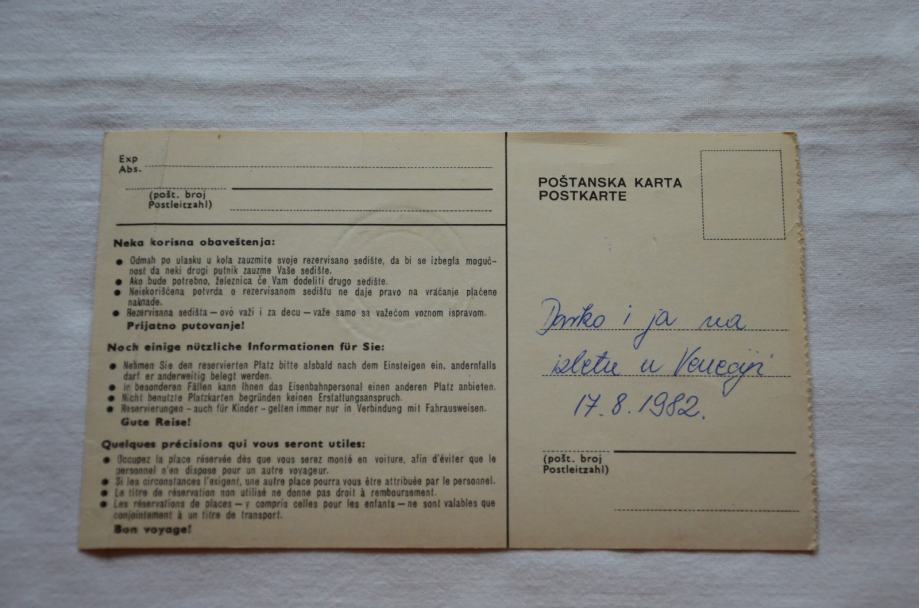 Exp
Abs.
(pošt. broj
Postleitzahl)
Neka korisna obaveštenja:
● Odmah po ulasku u kola zauzmite svoje rezervisano sedište, da bi se izbegla moguć-
nost da neki drugi putnik zauzme Vaše sedište.
● Ako bude potrebno, železnica će Vam dodeliti drugo sedište.
● Neiskorišćena potvrda o rezervisanom sedištu ne daje pravo na vraćanje plaćene
naknade.
● Rezervisana sedišta — ovo važi i za decu — važe samo sa važećom voznom ispravom.
Prijatno putovanje!
Noch einige nützliche Informationen für Sie:
● Nehmen Sie den reservierten Platz bitte alsbald nach dem Einsteigen ein, andernfalls
darf er anderweitig belegt werden.
● In besonderen Fällen kann Ihnen das Eisenbahnpersonal einen anderen Platz anbieten.
● Nicht benutzte Platzkarten begründen keinen Erstattungsanspruch.
● Reservierungen - auch für Kinder - gelten immer nur in Verbindung mit Fahrausweisen.
Gute Reise!
Quelques précisions qui vous seront utiles:
● Occupez la place réservée dès que vous serez monté en voiture, afin d'éviter que le
personnel n'en dispose pour un autre voyageur.
● Si les circonstances l'exigent, une autre place pourra vous être attribuée par le personnel.
● Le titre de réservation non utilisé ne donne pas droit à remboursement.
● Les réservations de places — y compris celles pour les enfants — ne sont valables que
conjointement à un titre de transport.
Bon voyage!
POŠTANSKA KARTA
POSTKARTE
Darko i ja na
izletu u Veneciji
17.8.1982.
(pošt. broj
Postleitzahl)